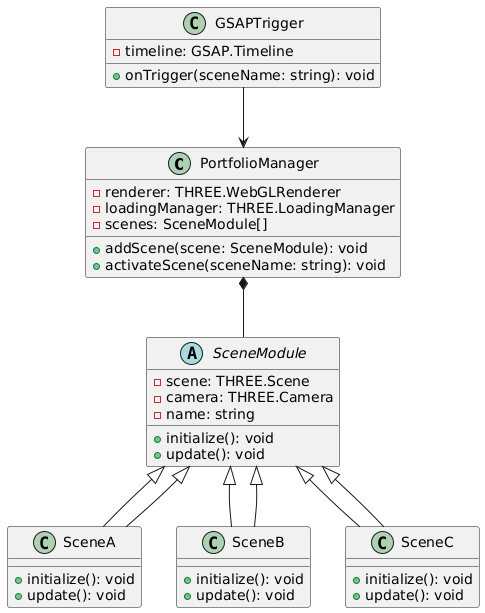 C GSAPTrigger
timeline: GSAP.Timeline
onTrigger(sceneName: string): void
C PortfolioManager
renderer: THREE.WebGLRenderer
loadingManager: THREE.LoadingManager
scenes: SceneModule[]
addScene(scene: SceneModule): void
activateScene(sceneName: string): void
A SceneModule
scene: THREE.Scene
camera: THREE.Camera
name: string
initialize(): void
update(): void
C SceneA
initialize(): void
update(): void
C SceneB
initialize(): void
update(): void
C SceneC
initialize(): void
update(): void